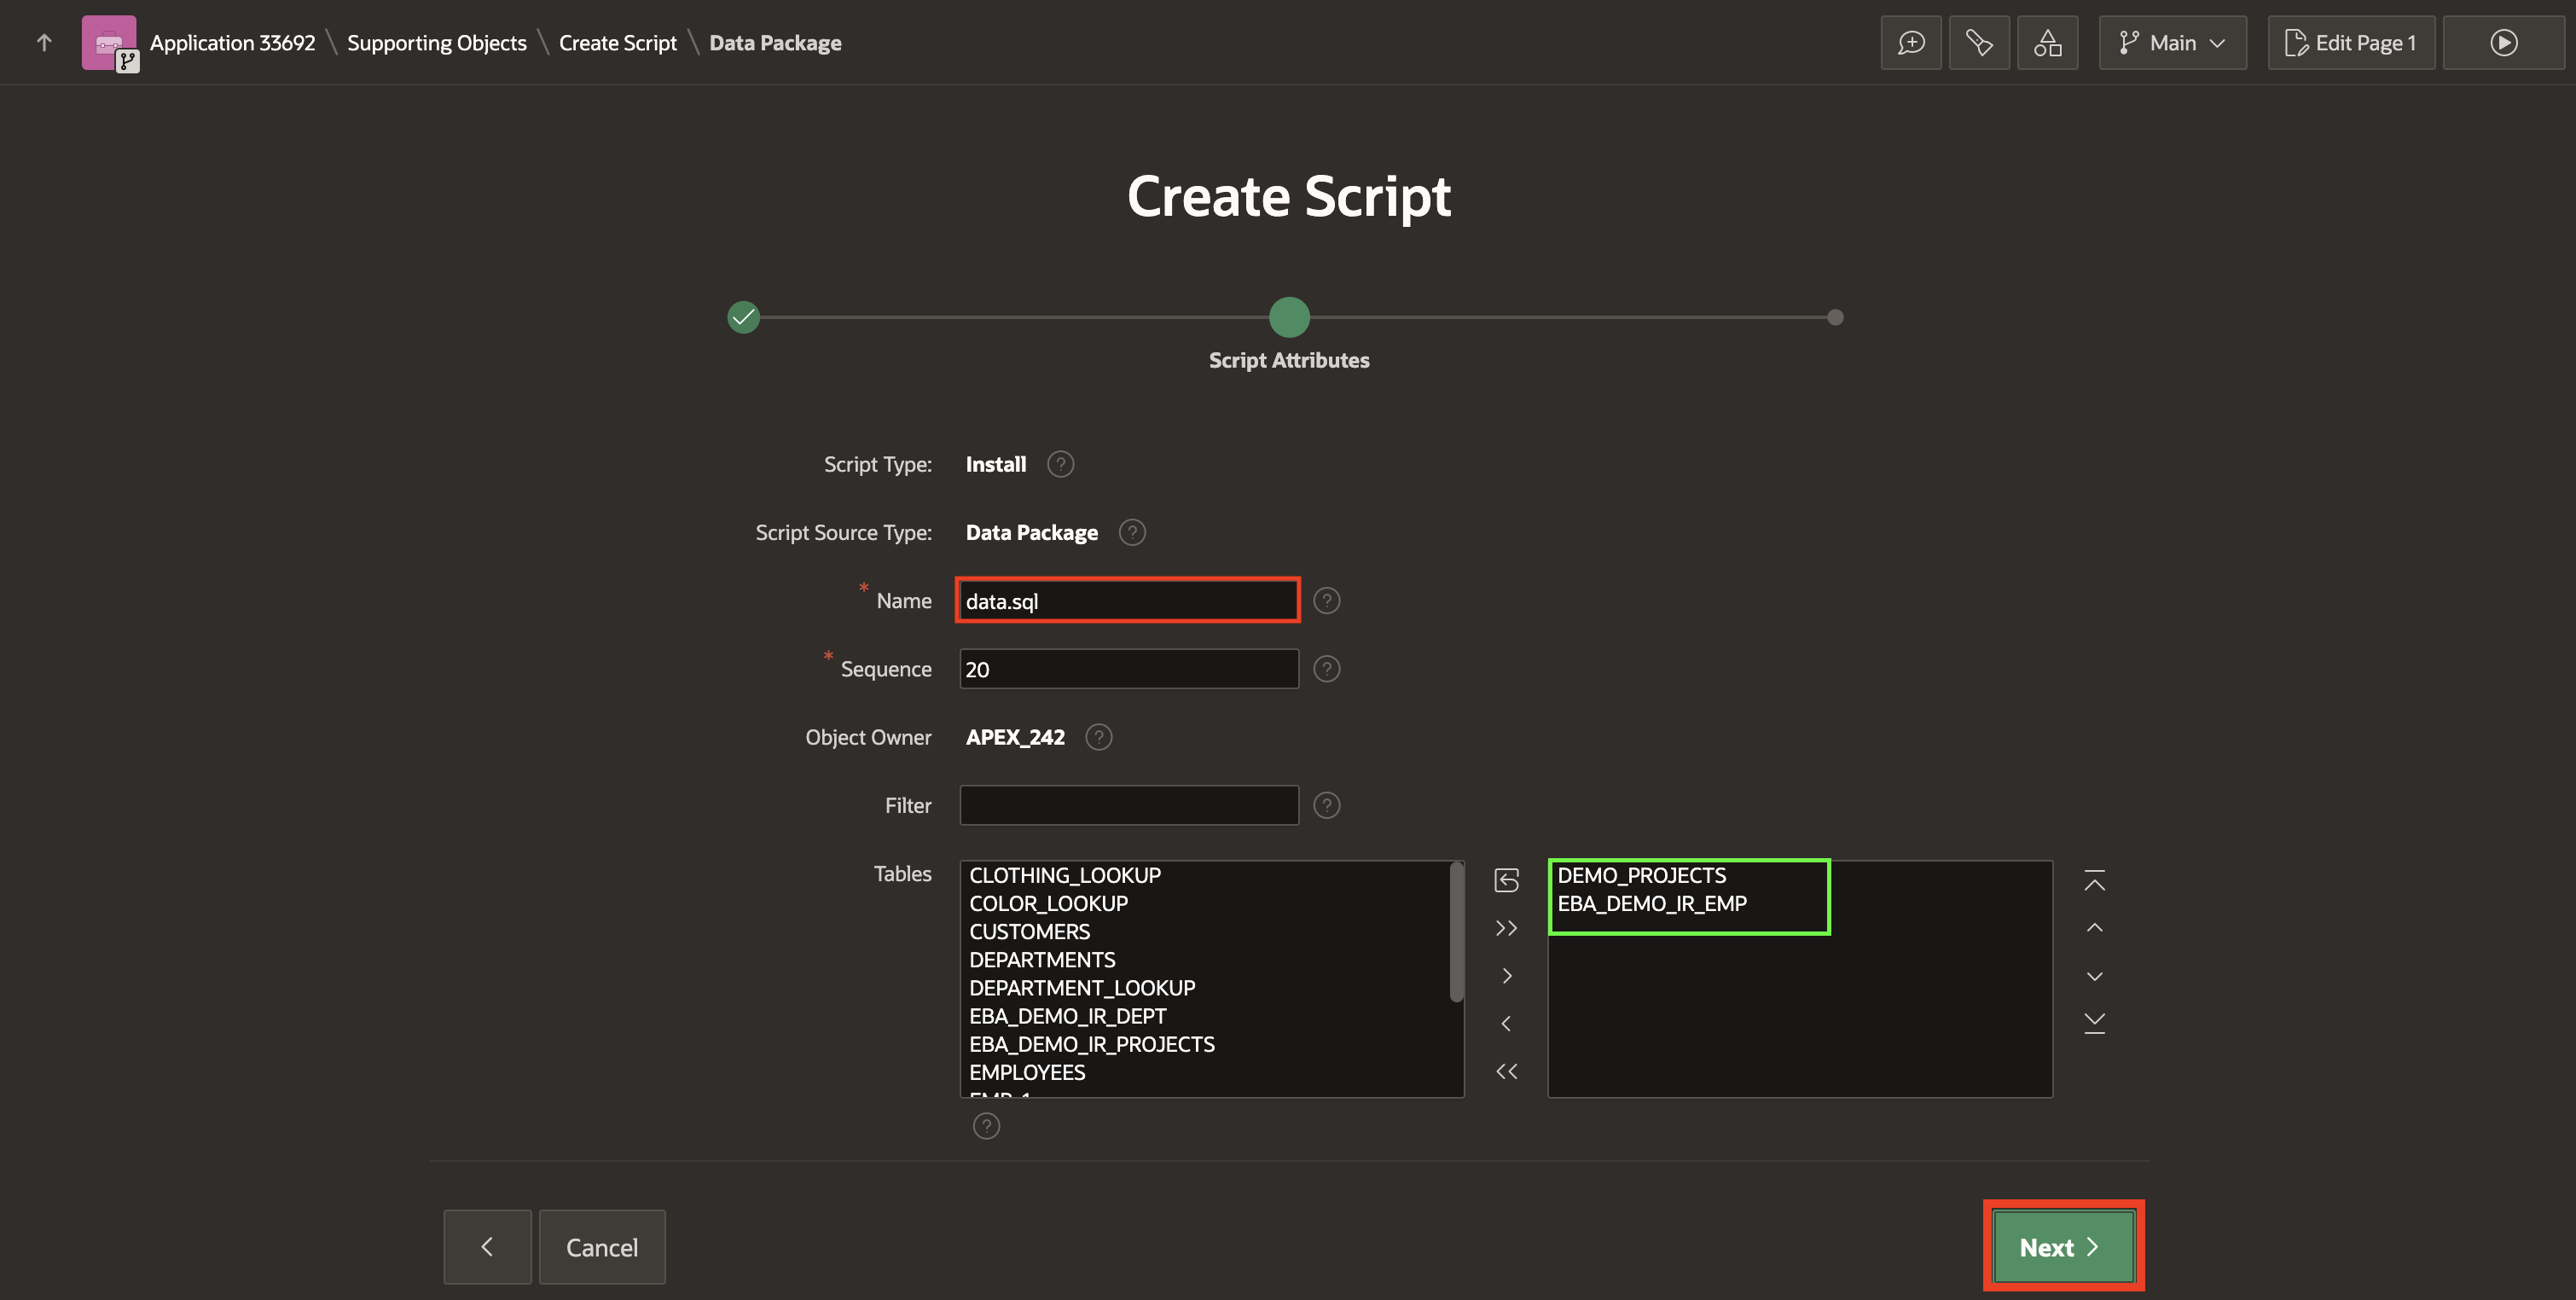 Application 33692 \ Supporting Objects \ Create Script \ Data Package
Main
Edit Page 1
Create Script
Script Attributes
Script Type: Install
Script Source Type: Data Package
* Name data.sql
* Sequence 20
Object Owner APEX_242
Filter
Tables
CLOTHING_LOOKUP
COLOR_LOOKUP
CUSTOMERS
DEPARTMENTS
DEPARTMENT_LOOKUP
EBA_DEMO_IR_DEPT
EBA_DEMO_IR_PROJECTS
EMPLOYEES
DEMO_PROJECTS
EBA_DEMO_IR_EMP
Cancel
Next